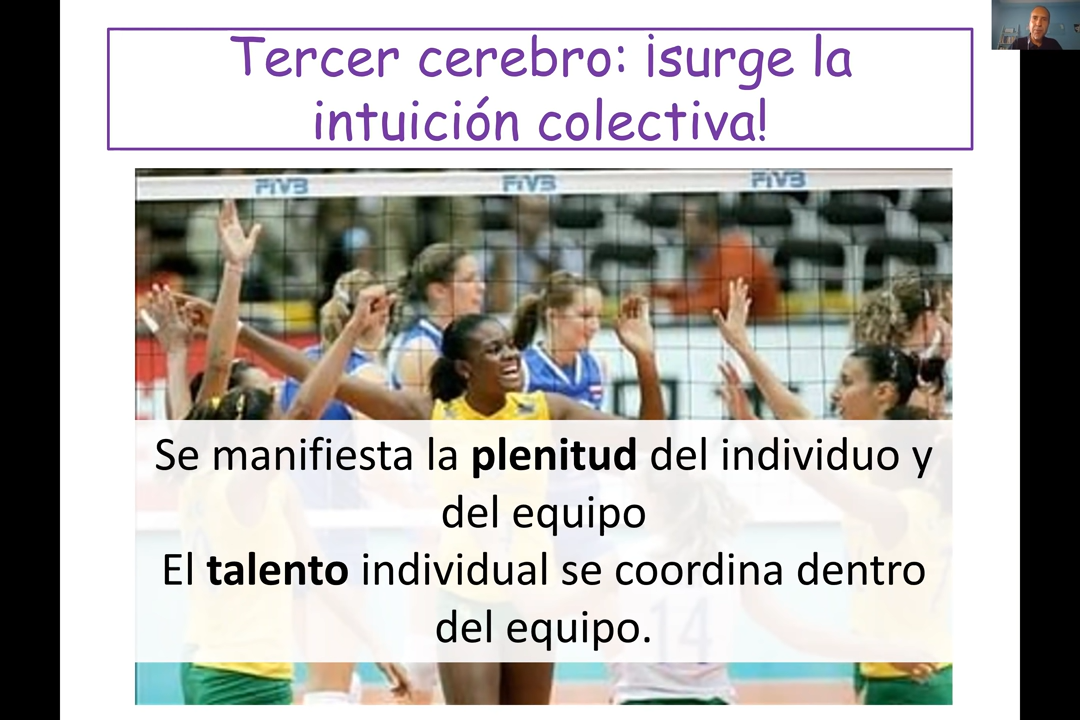 Tercer cerebro: ¡surge la
intuición colectiva!
FIVB FIVB FIVB
Se manifiesta la plenitud del individuo y
del equipo
El talento individual se coordina dentro
del equipo.
14